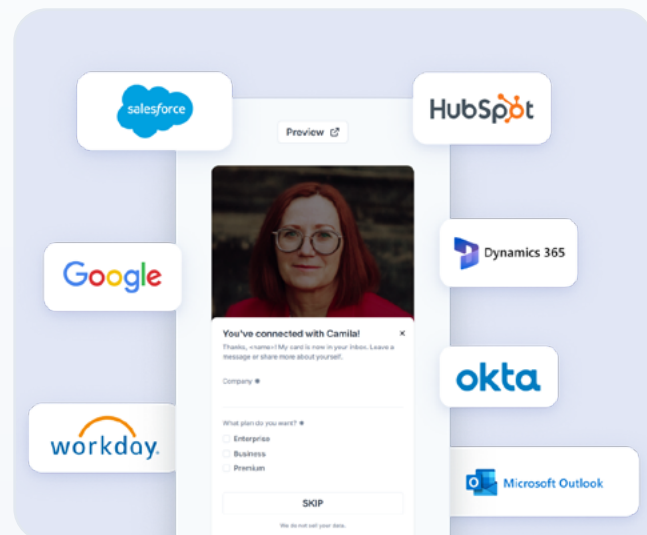 salesforce
HubSpot
Preview
Google
Dynamics 365
You've connected with Camila!
Thanks, <name>! My card is now in your inbox. Leave a
message or share more about yourself.
Company
okta
What plan do you want?
Enterprise
Business
Premium
workday.
Microsoft Outlook
SKIP
We do not sell your data.